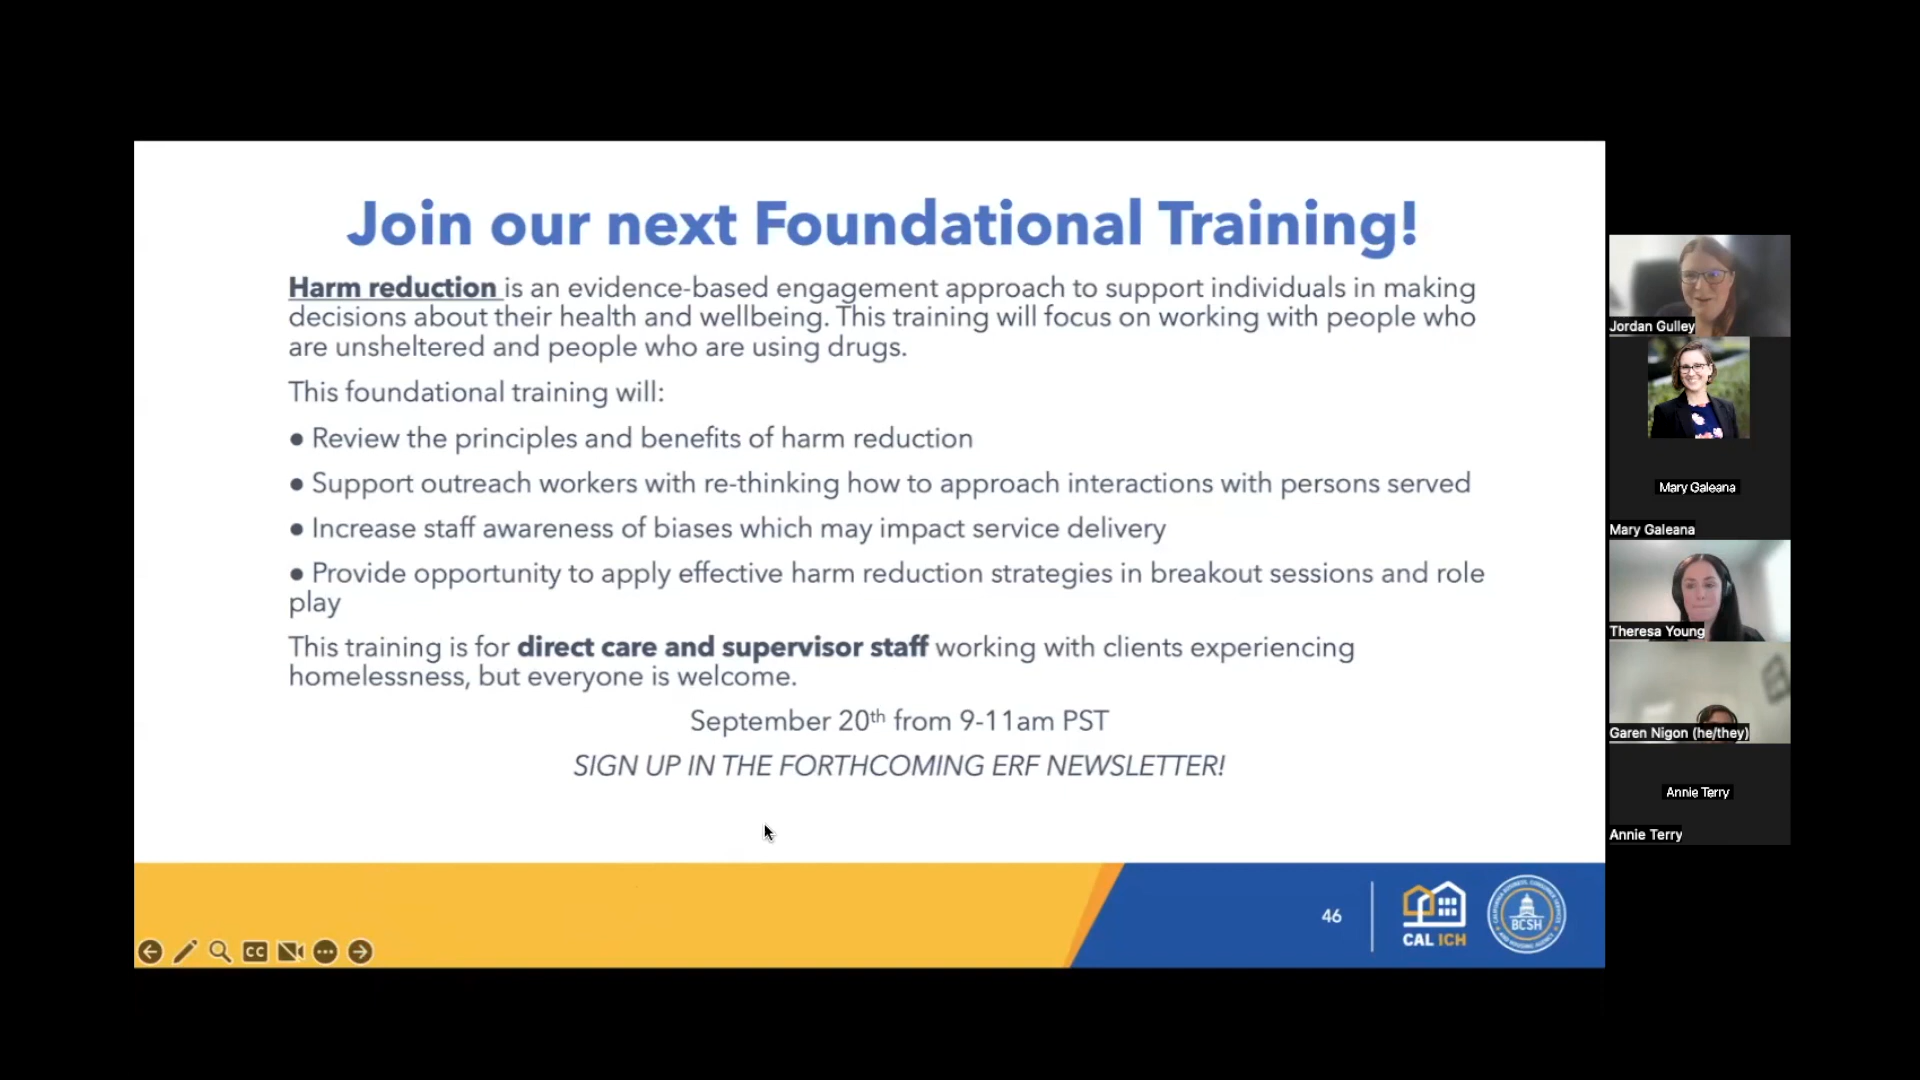 Join our next Foundational Training!
Harm reduction is an evidence-based engagement approach to support individuals in making
decisions about their health and wellbeing. This training will focus on working with people who
are unsheltered and people who are using drugs.
This foundational training will:
● Review the principles and benefits of harm reduction
● Support outreach workers with re-thinking how to approach interactions with persons served
● Increase staff awareness of biases which may impact service delivery
● Provide opportunity to apply effective harm reduction strategies in breakout sessions and role
play
This training is for direct care and supervisor staff working with clients experiencing
homelessness, but everyone is welcome.
September 20th from 9-11am PST
SIGN UP IN THE FORTHCOMING ERF NEWSLETTER!
CC
46
CAL ICH
BCSH
Jordan Gulley
Mary Galeana
Mary Galeana
Theresa Young
Garen Nigon (he/they)
Annie Terry
Annie Terry